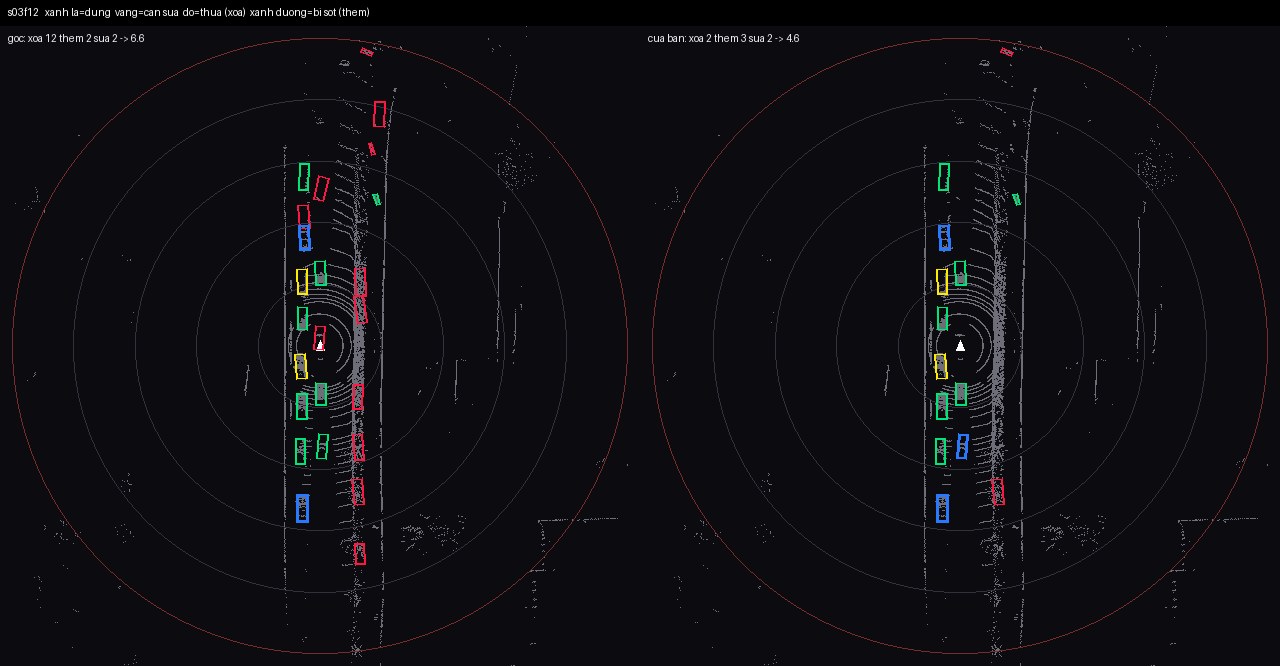 s03f12 xanh la=dung vang=can sua do=thua (xoa) xanh duong=bi sot (them)
goc: xoa 12 them 2 sua 2 -> 6.6
cua ban: xoa 2 them 3 sua 2 -> 4.6